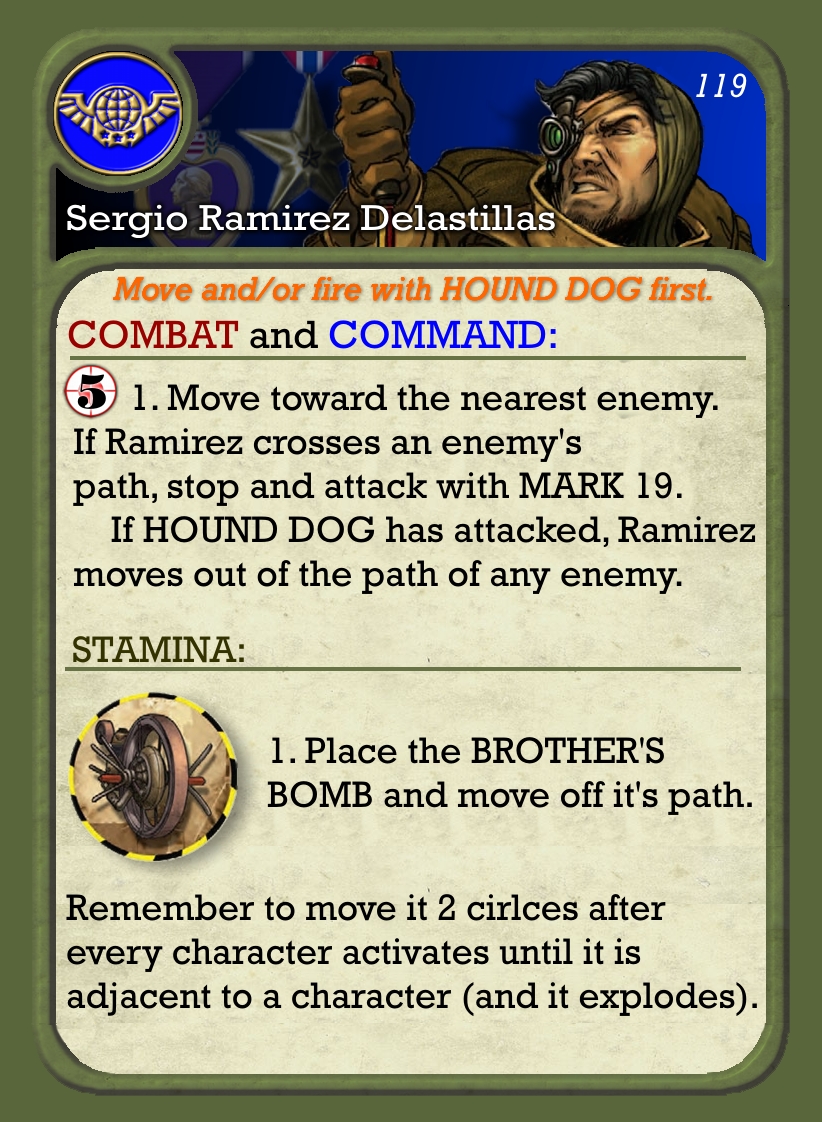 119
Sergio Ramirez Delastillas
Move and/or fire with HOUND DOG first.
COMBAT and COMMAND:
5 1. Move toward the nearest enemy.
If Ramirez crosses an enemy's
path, stop and attack with MARK 19.
If HOUND DOG has attacked, Ramirez
moves out of the path of any enemy.
STAMINA:
1. Place the BROTHER'S
BOMB and move off it's path.
Remember to move it 2 cirlces after
every character activates until it is
adjacent to a character (and it explodes).